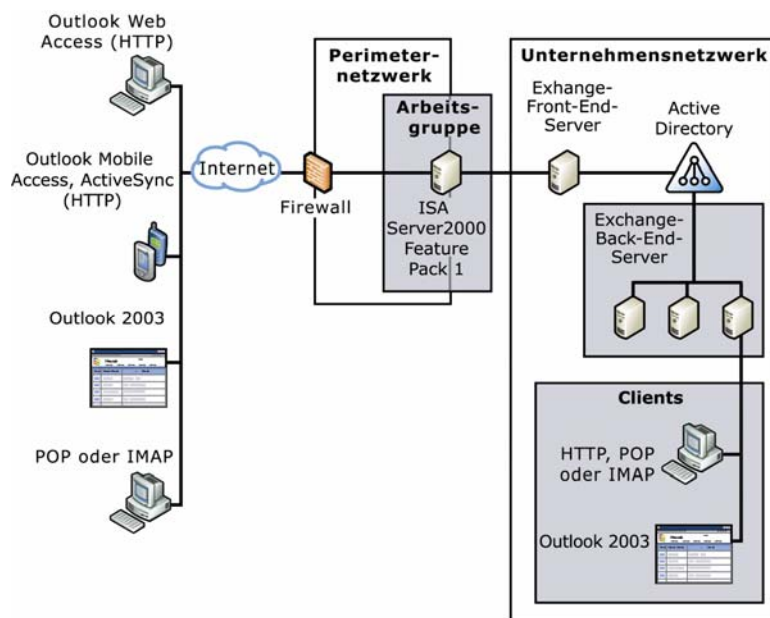 Outlook Web
Access (HTTP)
Outlook Mobile
Access, ActiveSync
(HTTP)
Outlook 2003
POP oder IMAP
Internet
Firewall
Perimeter-
netzwerk
Arbeits-
gruppe
ISA
Server2000
Feature
Pack 1
Unternehmensnetzwerk
Exhange-
Front-End-
Server
Active
Directory
Exchange-
Back-End-
Server
Clients
HTTP, POP
oder IMAP
Outlook 2003